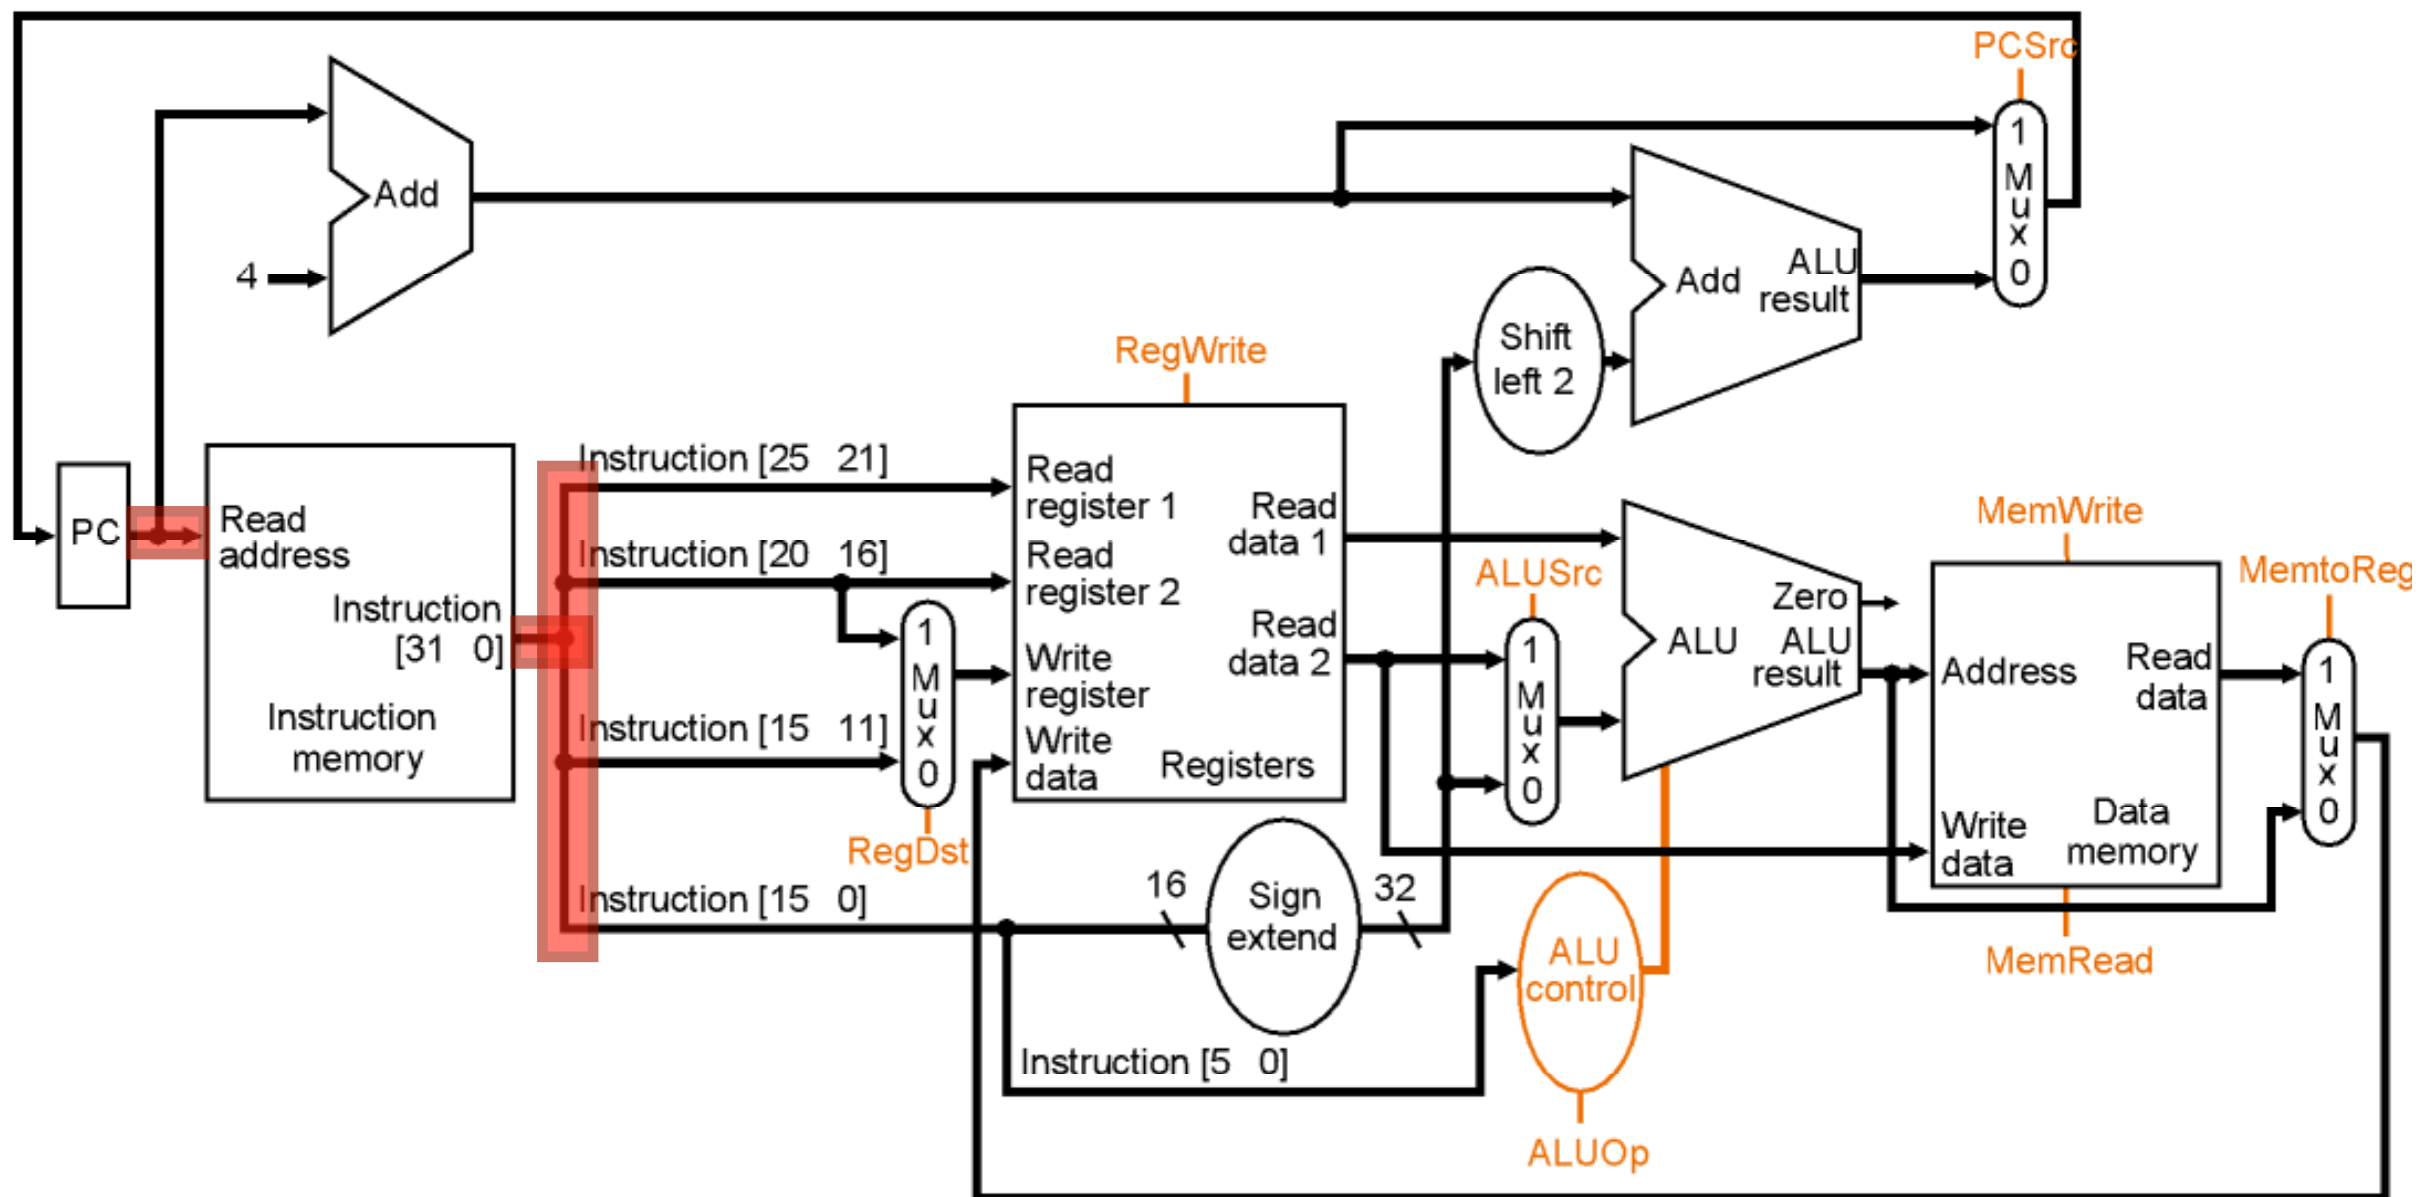 PCSrc
1
M
u
x
0
Add
4
Add
ALU
result
Shift
left 2
RegWrite
PC
Read
address
Instruction
[31 0]
Instruction
memory
Instruction [25 21]
Instruction [20 16]
Instruction [15 11]
Instruction [15 0]
1
M
u
x
0
RegDst
Read
register 1
Read
register 2
Write
register
Write
data
Read
data 1
Read
data 2
Registers
16
Sign
extend
32
Instruction [5 0]
ALUSrc
1
M
u
x
0
Zero
ALU
ALU
result
ALU
control
ALUOp
MemWrite
Address
Read
data
Write
data
Data
memory
MemRead
MemtoReg
1
M
u
x
0